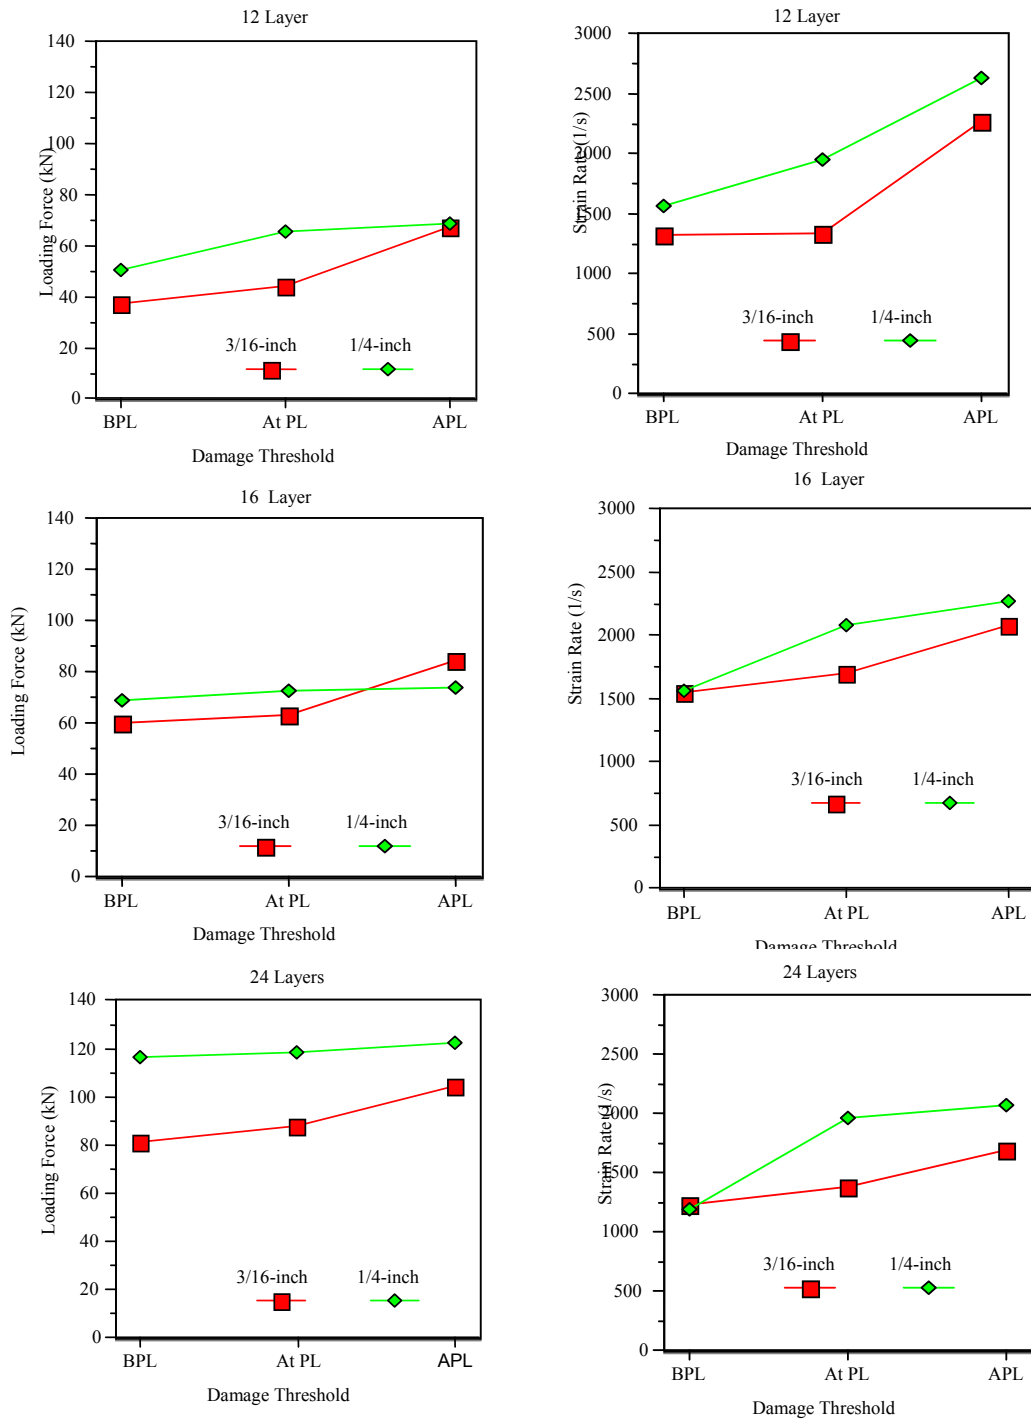 12 Layer
140
120
100
80
60
40
20
0
Loading Force (kN)
3/16-inch 1/4-inch
BPL At PL APL
Damage Threshold
12 Layer
3000
2500
2000
1500
1000
500
0
Strain Rate (1/s)
3/16-inch 1/4-inch
BPL At PL APL
Damage Threshold
16 Layer
140
120
100
80
60
40
20
0
Loading Force (kN)
3/16-inch 1/4-inch
BPL At PL APL
Damage Threshold
16 Layer
3000
2500
2000
1500
1000
500
0
Strain Rate (1/s)
3/16-inch 1/4-inch
BPL At PL APL
Damage Threshold
24 Layers
140
120
100
80
60
40
20
0
Loading Force (kN)
3/16-inch 1/4-inch
BPL At PL APL
Damage Threshold
24 Layers
3000
2500
2000
1500
1000
500
0
Strain Rate (1/s)
3/16-inch 1/4-inch
BPL At PL APL
Damage Threshold